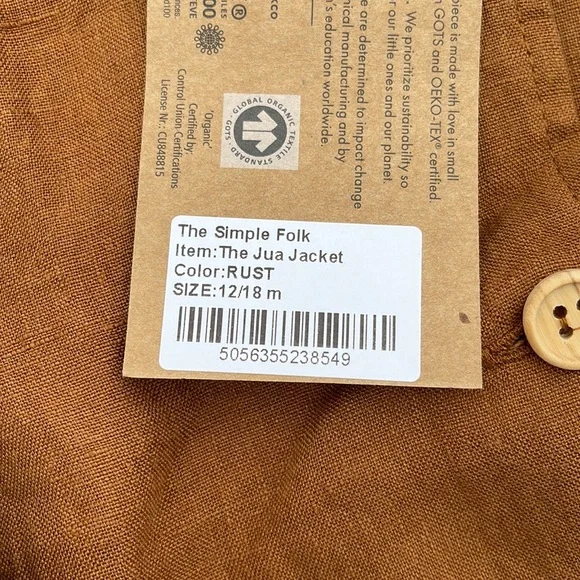 The Simple Folk
Item:The Jua Jacket
Color:RUST
SIZE:12/18 m
5056355238549
GLOBAL ORGANIC TEXTILE STANDARD
· GOTS ·
"Organic"
Certified by:
Control Union Certifications
License Nr.: CU848815
piece is made with love in small
GOTS and OEKO-TEX® certified.
- We prioritize sustainability so
our little ones and our planet.
are determined to impact change
manufacturing and by
education worldwide.